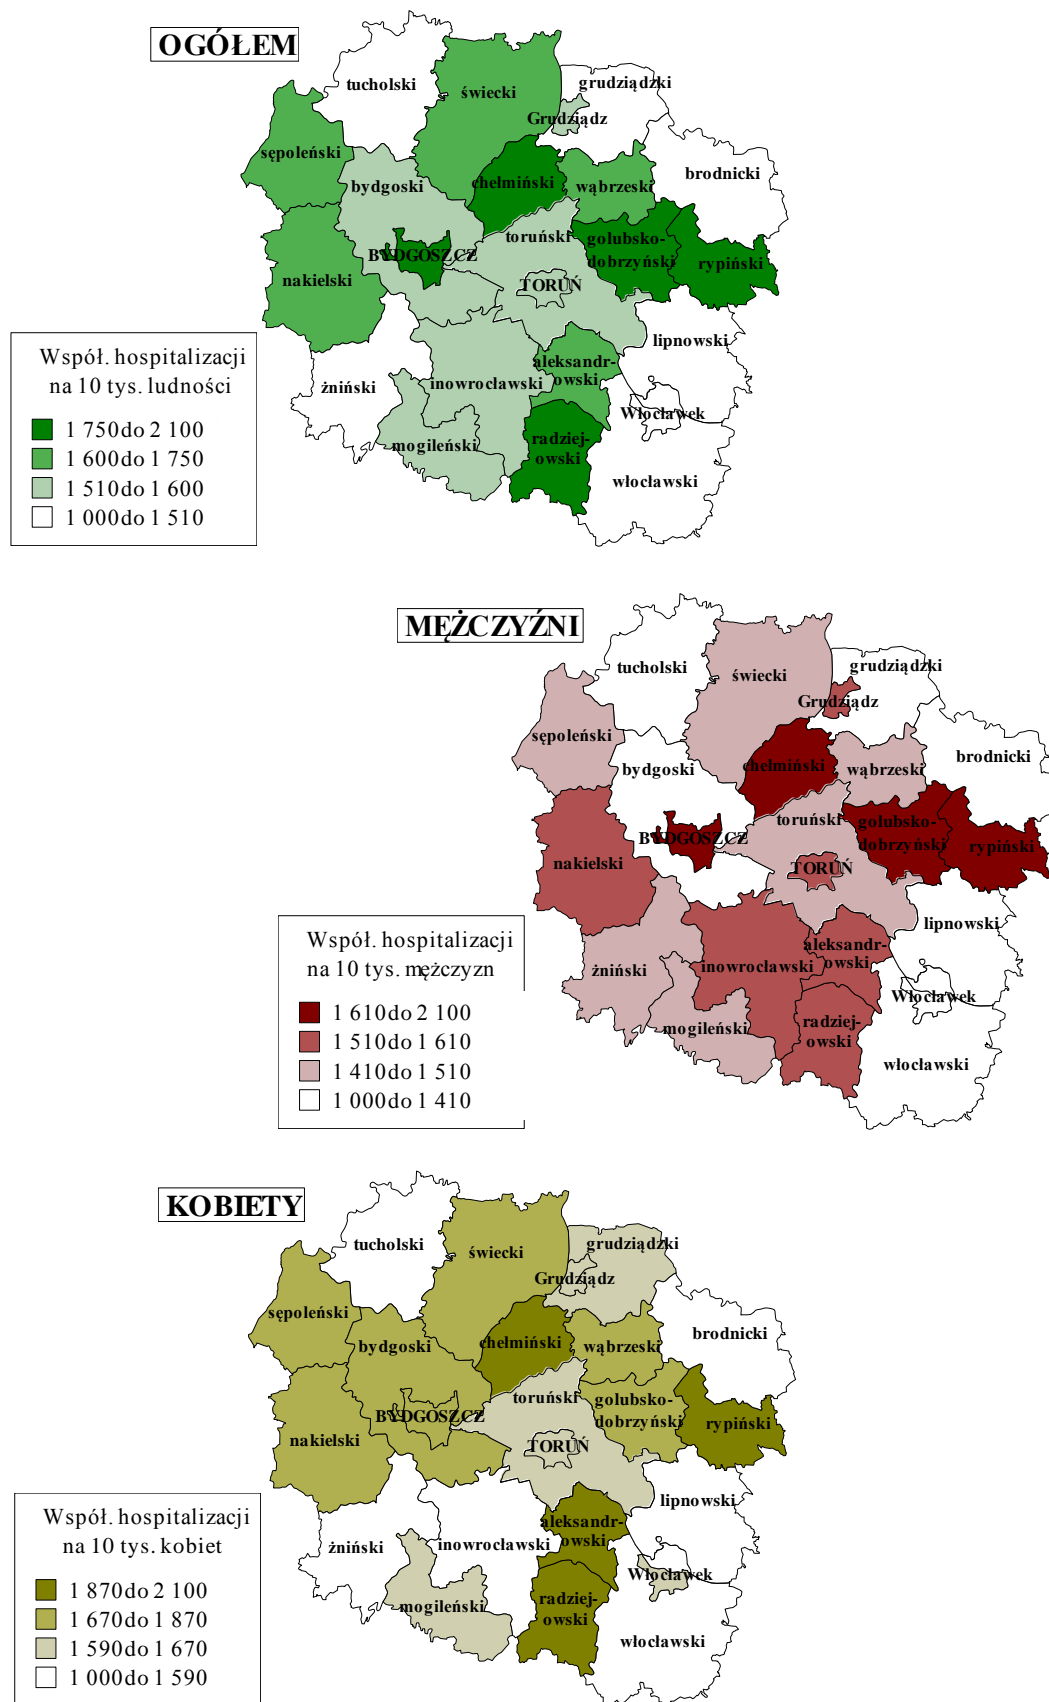 OGÓŁEM
tucholski
świecki
grudziądzki
Grudziądz
sępoleński
bydgoski
chełmiński
wąbrzeski
brodnicki
toruński
golubsko-
dobrzyński
rypiński
BYDGOSZCZ
nakielski
TORUŃ
lipnowski
żniński
inowrocławski
aleksandr-
owski
Włocławek
mogileński
radziej-
owski
włocławski
Współ. hospitalizacji
na 10 tys. ludności
1 750do 2 100
1 600do 1 750
1 510do 1 600
1 000do 1 510
MĘŻCZYŹNI
tucholski
świecki
grudziądzki
Grudziądz
sępoleński
bydgoski
chełmiński
wąbrzeski
brodnicki
toruński
golubsko-
dobrzyński
rypiński
BYDGOSZCZ
nakielski
TORUŃ
lipnowski
żniński
inowrocławski
aleksandr-
owski
Włocławek
mogileński
radziej-
owski
włocławski
Współ. hospitalizacji
na 10 tys. mężczyzn
1 610do 2 100
1 510do 1 610
1 410do 1 510
1 000do 1 410
KOBIETY
tucholski
świecki
grudziądzki
Grudziądz
sępoleński
bydgoski
chełmiński
wąbrzeski
brodnicki
toruński
golubsko-
dobrzyński
rypiński
BYDGOSZCZ
nakielski
TORUŃ
lipnowski
żniński
inowrocławski
aleksandr-
owski
Włocławek
mogileński
radziej-
owski
włocławski
Współ. hospitalizacji
na 10 tys. kobiet
1 870do 2 100
1 670do 1 870
1 590do 1 670
1 000do 1 590